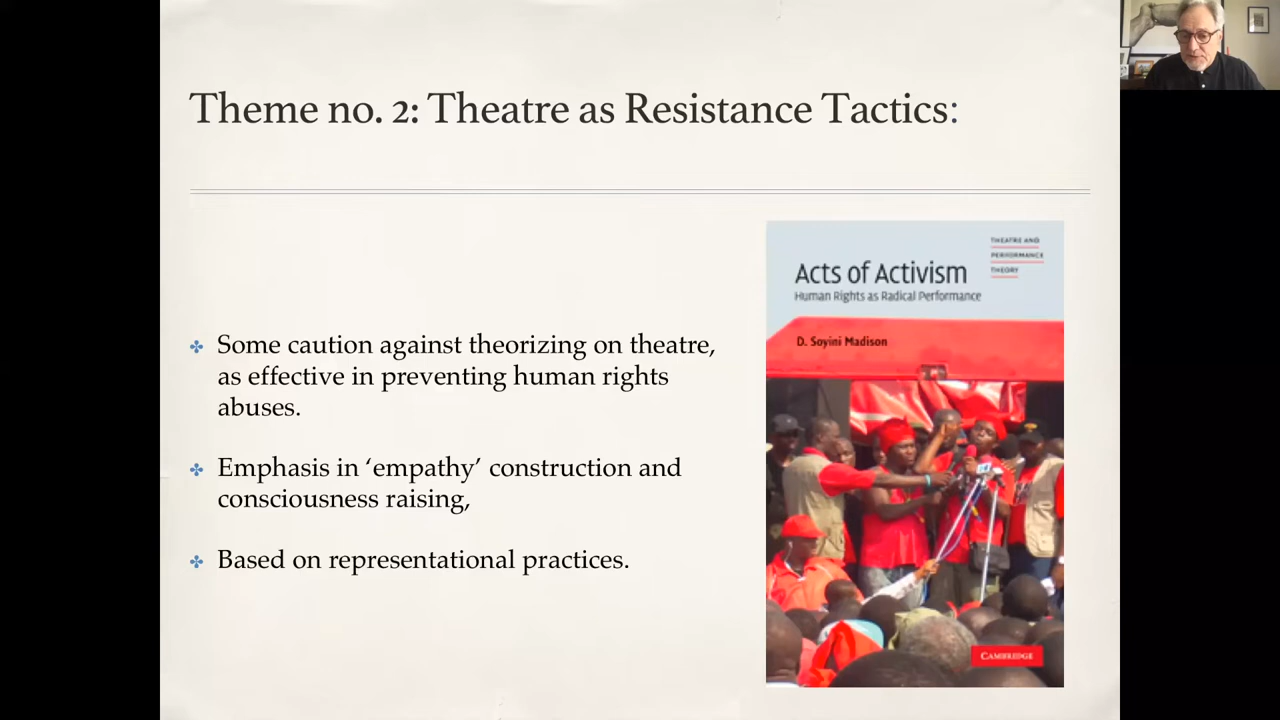 Theme no. 2: Theatre as Resistance Tactics:
Some caution against theorizing on theatre,
as effective in preventing human rights
abuses.
Emphasis in ‘empathy’ construction and
consciousness raising,
Based on representational practices.
THEATRE AND
PERFORMANCE
THEORY
Acts of Activism
Human Rights as Radical Performance
D. Soyini Madison
CAMBRIDGE